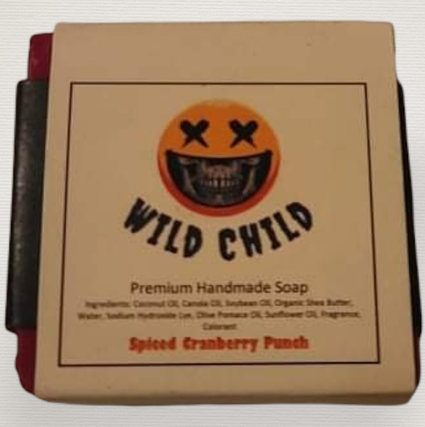 WILD CHILD
Premium Handmade Soap
Ingredients: Coconut Oil, Canola Oil, Soybean Oil, Organic Shea Butter,
Water, Sodium Hydroxide Lye, Olive Pomace Oil, Sunflower Oil, Fragrance,
Colorant
Spiced Cranberry Punch